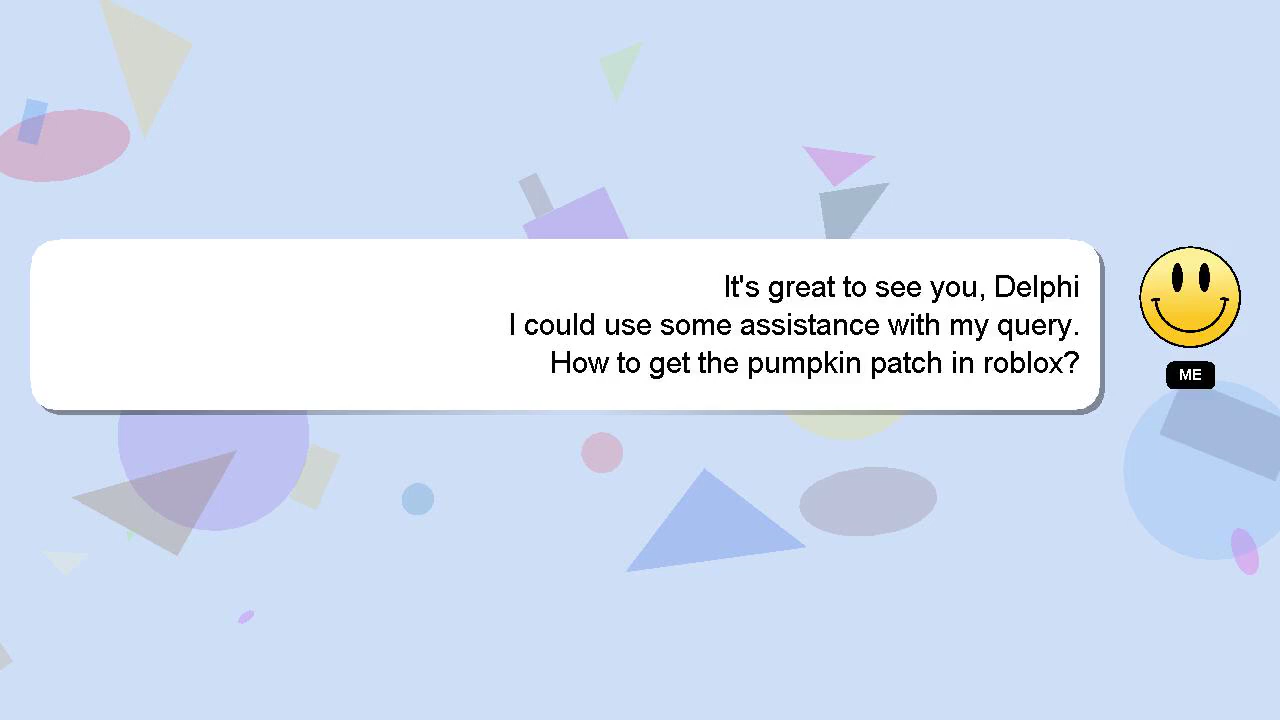 It's great to see you, Delphi
I could use some assistance with my query.
How to get the pumpkin patch in roblox?
ME